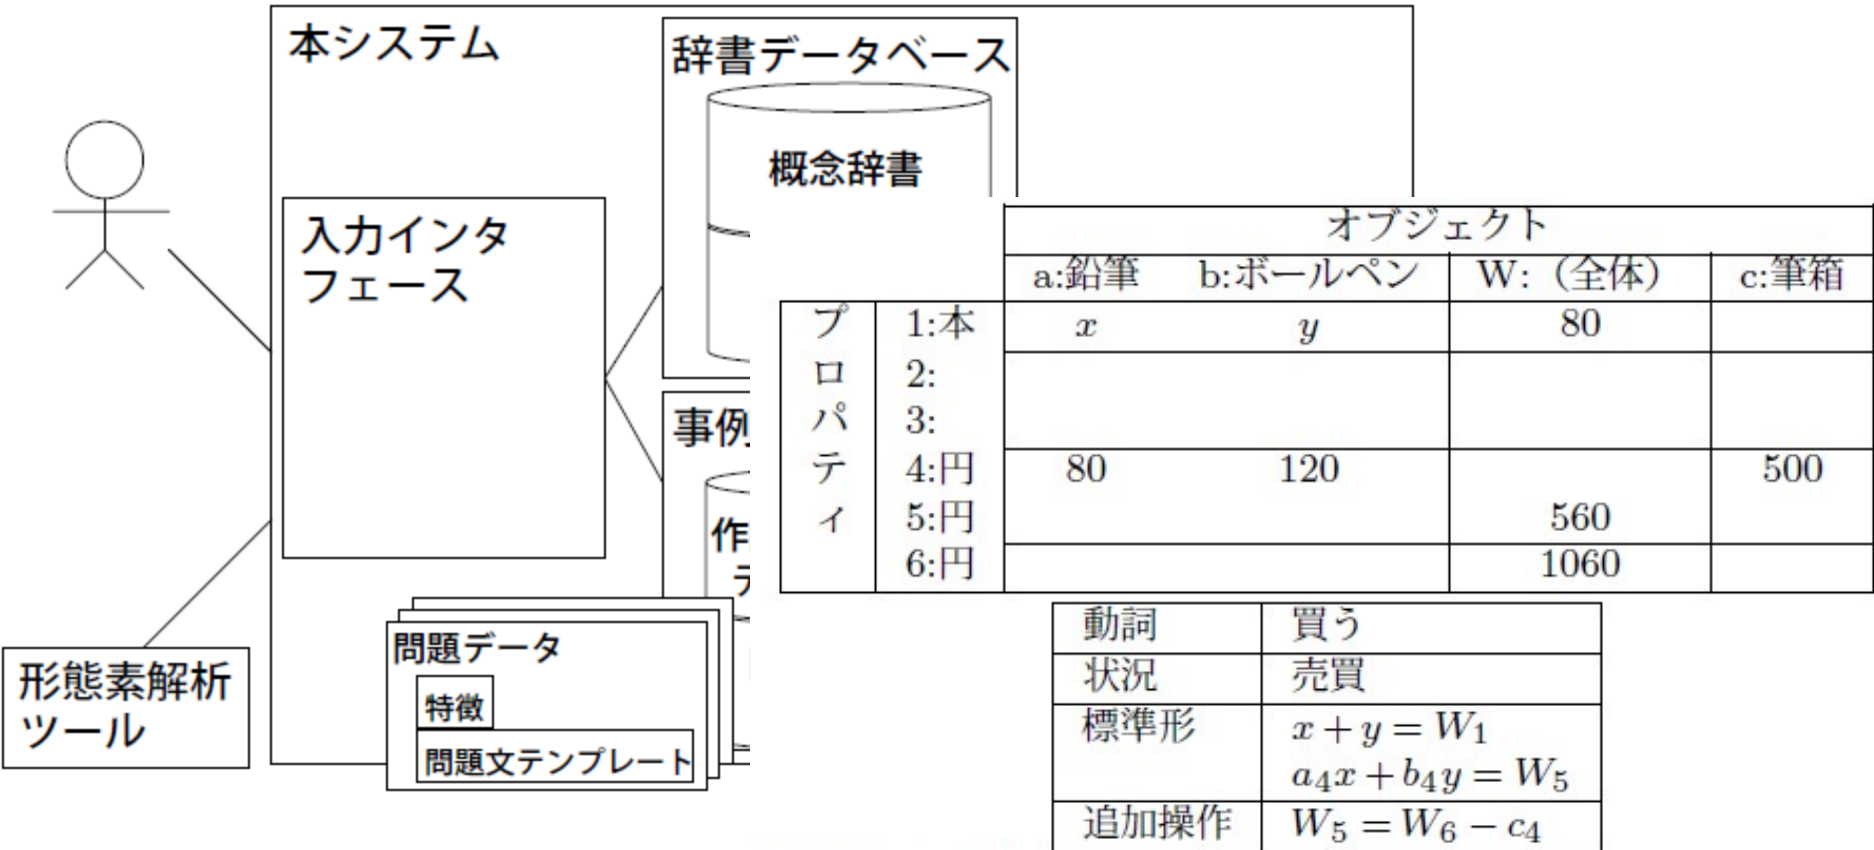 本システム
辞書データベース
概念辞書
入力インタ
フェース
事例
作
形態素解析
ツール
問題データ
特徴
問題文テンプレート
オブジェクト
a:鉛筆 b:ボールペン W:（全体） c:筆箱
プロパティ
1:本 x y 80
2:
3:
4:円 80 120 500
5:円 560
6:円 1060
動詞 買う
状況 売買
標準形 x + y = W₁
a₄x + b₄y = W₅
追加操作 W₅ = W₆ − c₄